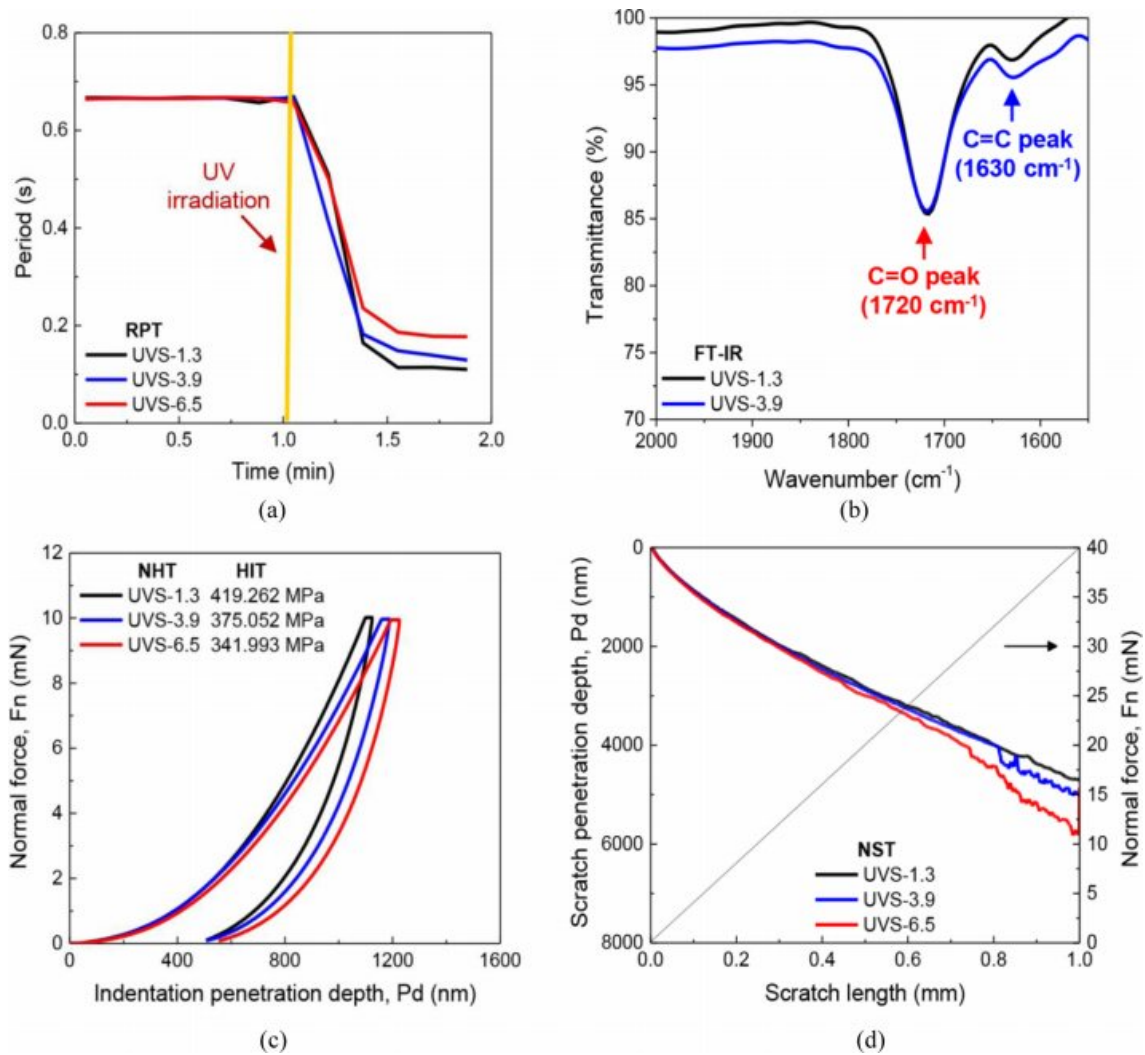 0.8
0.6
0.4
0.2
0.0
Period (s)
UV
irradiation
RPT
UVS-1.3
UVS-3.9
UVS-6.5
0.0 0.5 1.0 1.5 2.0
Time (min)
(a)
100
95
90
85
80
75
70
Transmittance (%)
C=C peak
(1630 cm⁻¹)
C=O peak
(1720 cm⁻¹)
FT-IR
UVS-1.3
UVS-3.9
2000 1900 1800 1700 1600
Wavenumber (cm⁻¹)
(b)
12
10
8
6
4
2
0
Normal force, Fn (mN)
NHT HIT
UVS-1.3 419.262 MPa
UVS-3.9 375.052 MPa
UVS-6.5 341.993 MPa
0 400 800 1200 1600
Indentation penetration depth, Pd (nm)
(c)
0
2000
4000
6000
8000
Scratch penetration depth, Pd (nm)
NST
UVS-1.3
UVS-3.9
UVS-6.5
40
35
30
25
20
15
10
5
0
Normal force, Fn (mN)
0.0 0.2 0.4 0.6 0.8 1.0
Scratch length (mm)
(d)